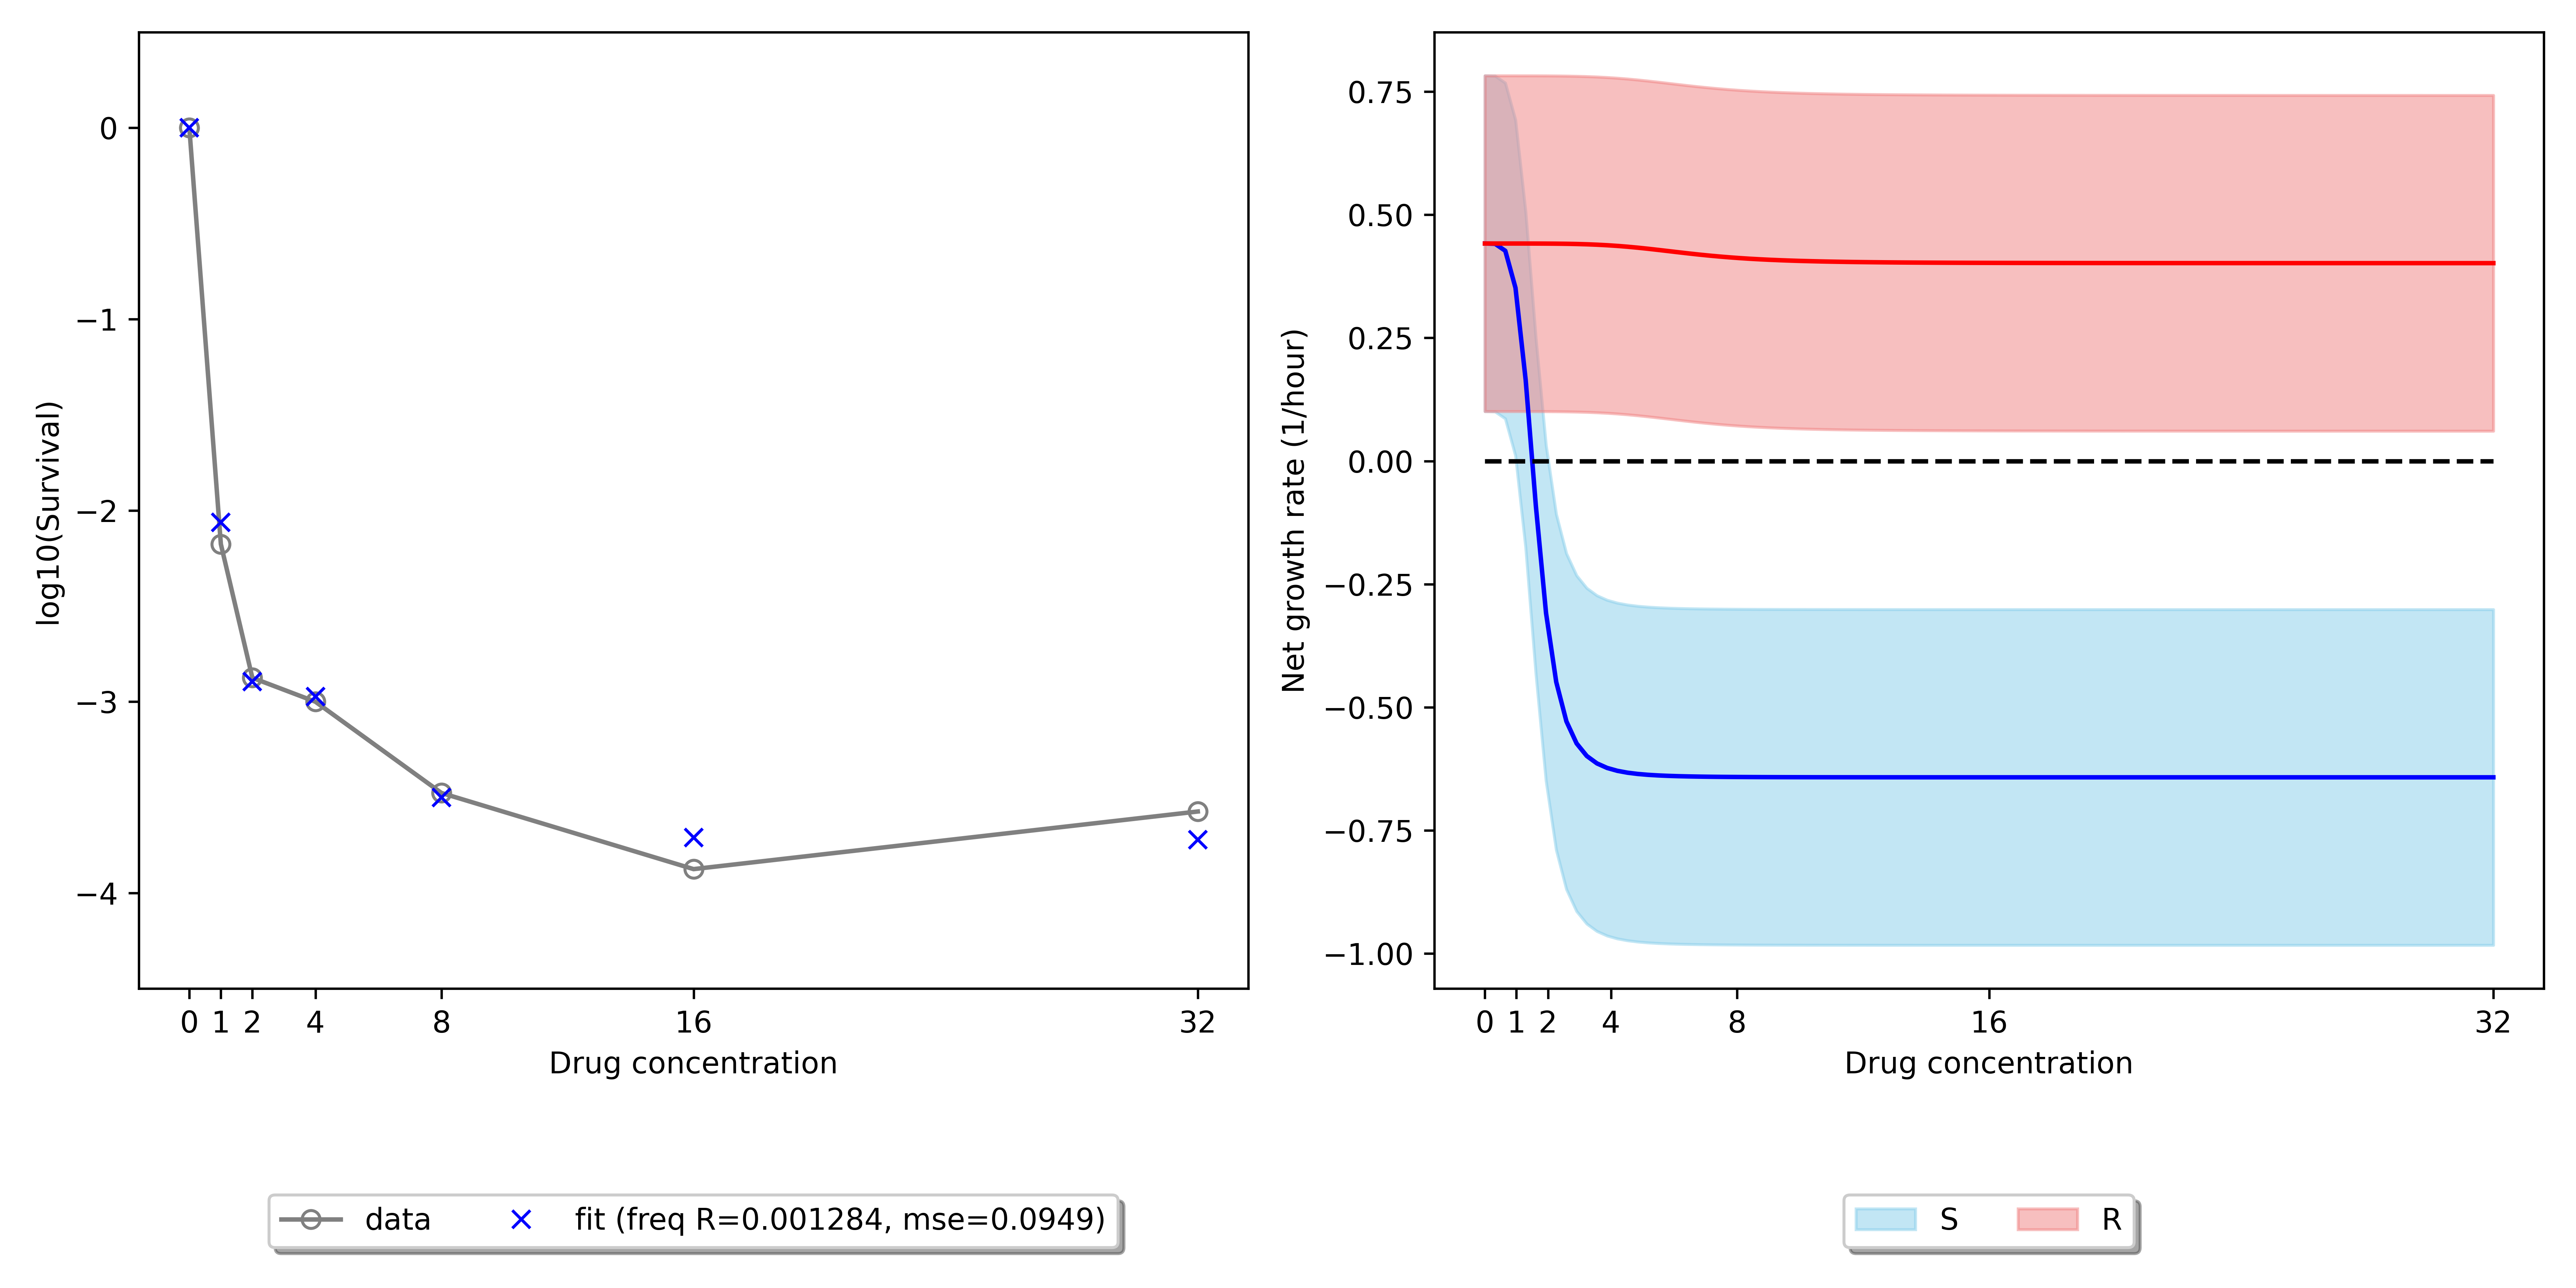 0
−1
−2
−3
−4
log10(Survival)
0 1 2 4 8 16 32
Drug concentration
data fit (freq R=0.001284, mse=0.0949)
0.75
0.50
0.25
0.00
−0.25
−0.50
−0.75
−1.00
Net growth rate (1/hour)
0 1 2 4 8 16 32
Drug concentration
S R